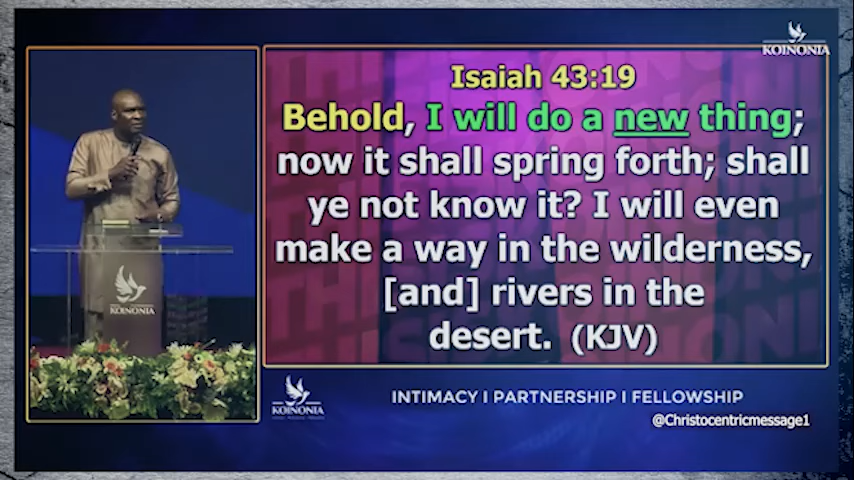 KOINONIA
Isaiah 43:19
Behold, I will do a new thing;
now it shall spring forth; shall
ye not know it? I will even
make a way in the wilderness,
[and] rivers in the
desert. (KJV)
KOINONIA
KOINONIA
INTIMACY I PARTNERSHIP I FELLOWSHIP
@Christocentricmessage1